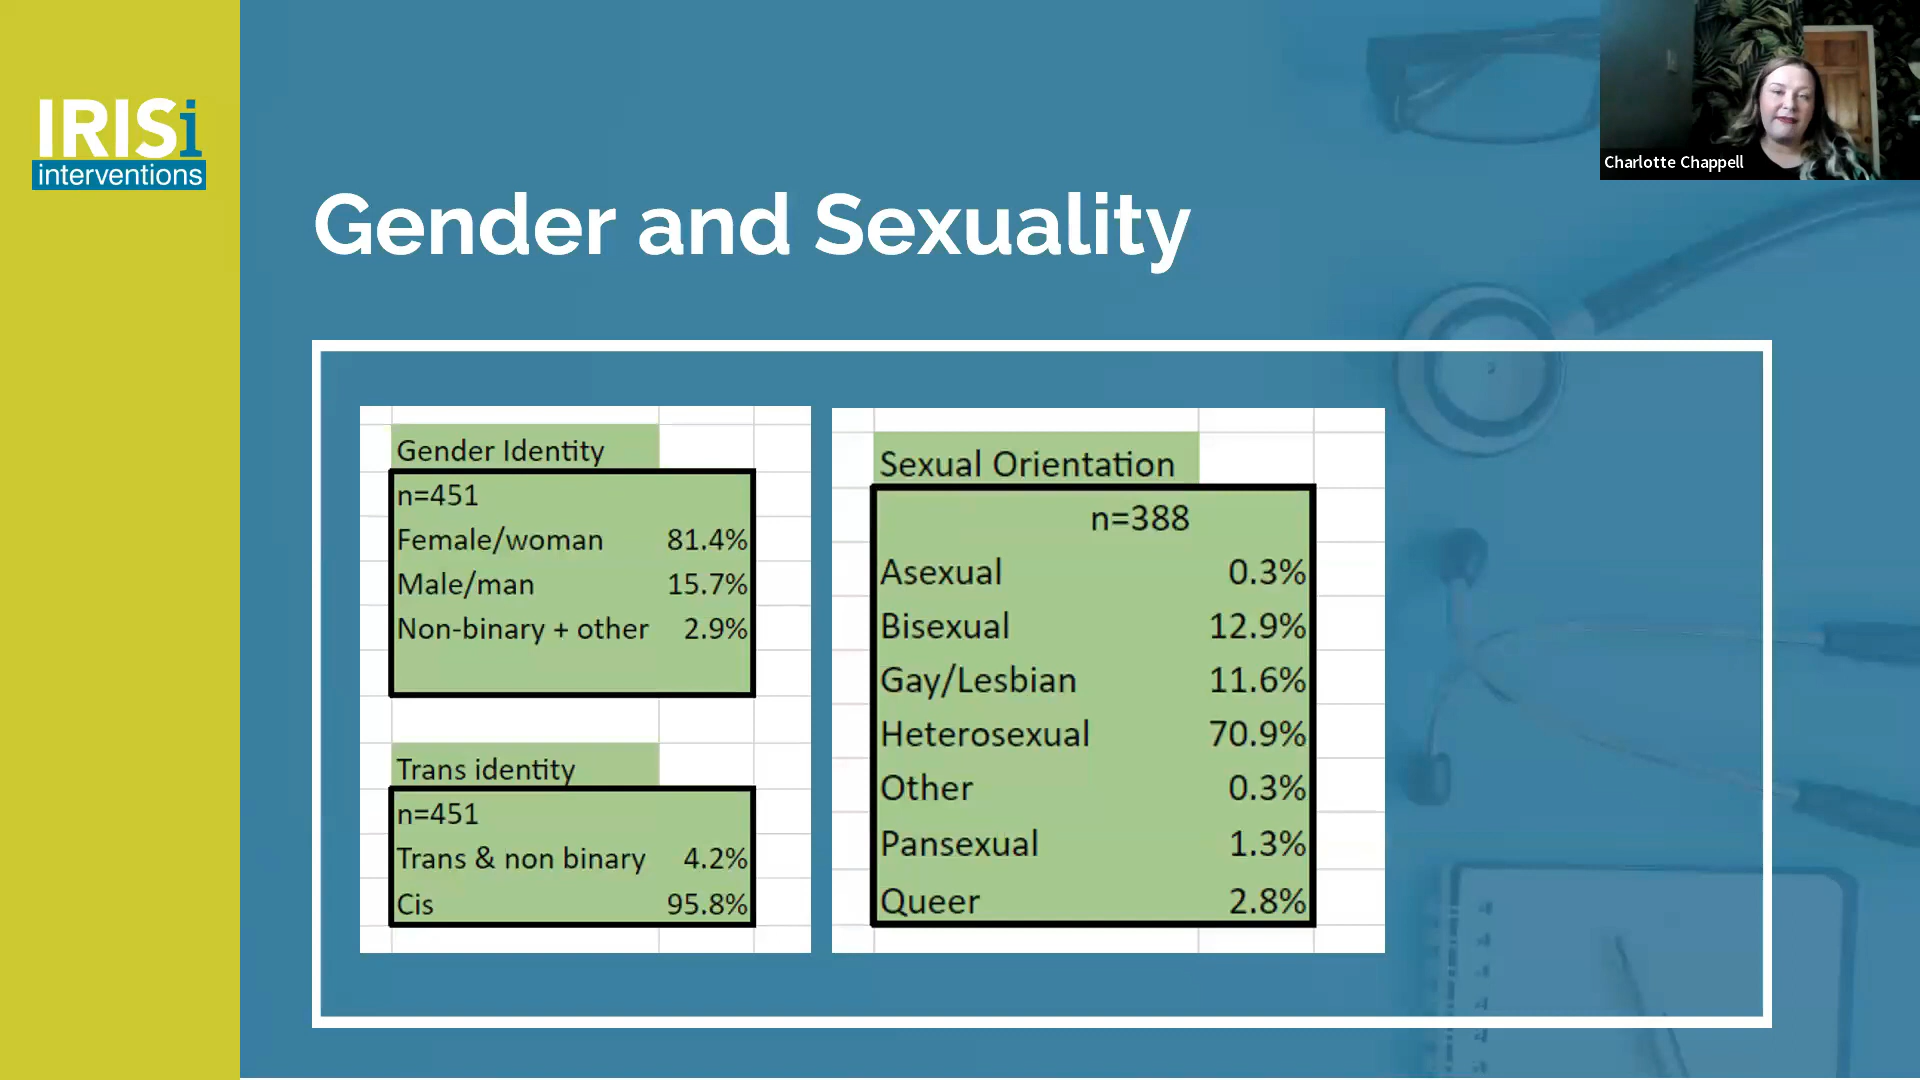 IRISi
interventions
Charlotte Chappell
Gender and Sexuality
Gender Identity
n=451
Female/woman 81.4%
Male/man 15.7%
Non-binary + other 2.9%
Trans identity
n=451
Trans & non binary 4.2%
Cis 95.8%
Sexual Orientation
n=388
Asexual 0.3%
Bisexual 12.9%
Gay/Lesbian 11.6%
Heterosexual 70.9%
Other 0.3%
Pansexual 1.3%
Queer 2.8%